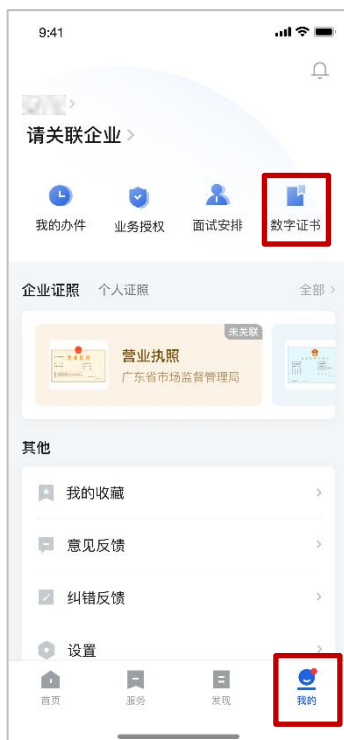 9:41
请关联企业
我的办件 业务授权 面试安排 数字证书
企业证照 个人证照 全部
未关联
营业执照
广东省市场监督管理局
其他
我的收藏
意见反馈
纠错反馈
设置
首页 服务 发现 我的